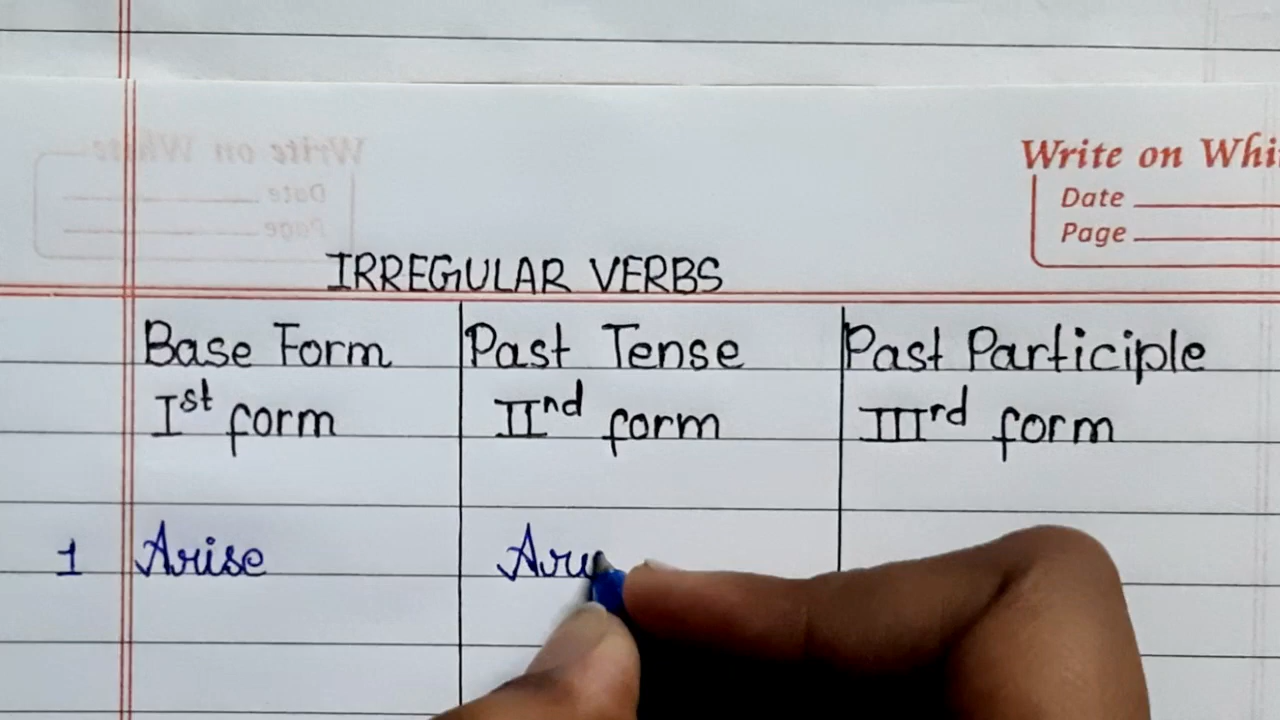 Write on Whi
Date
Page
IRREGULAR VERBS
Base Form Past Tense Past Participle
Ist form IInd form IIIrd form
1 Arise